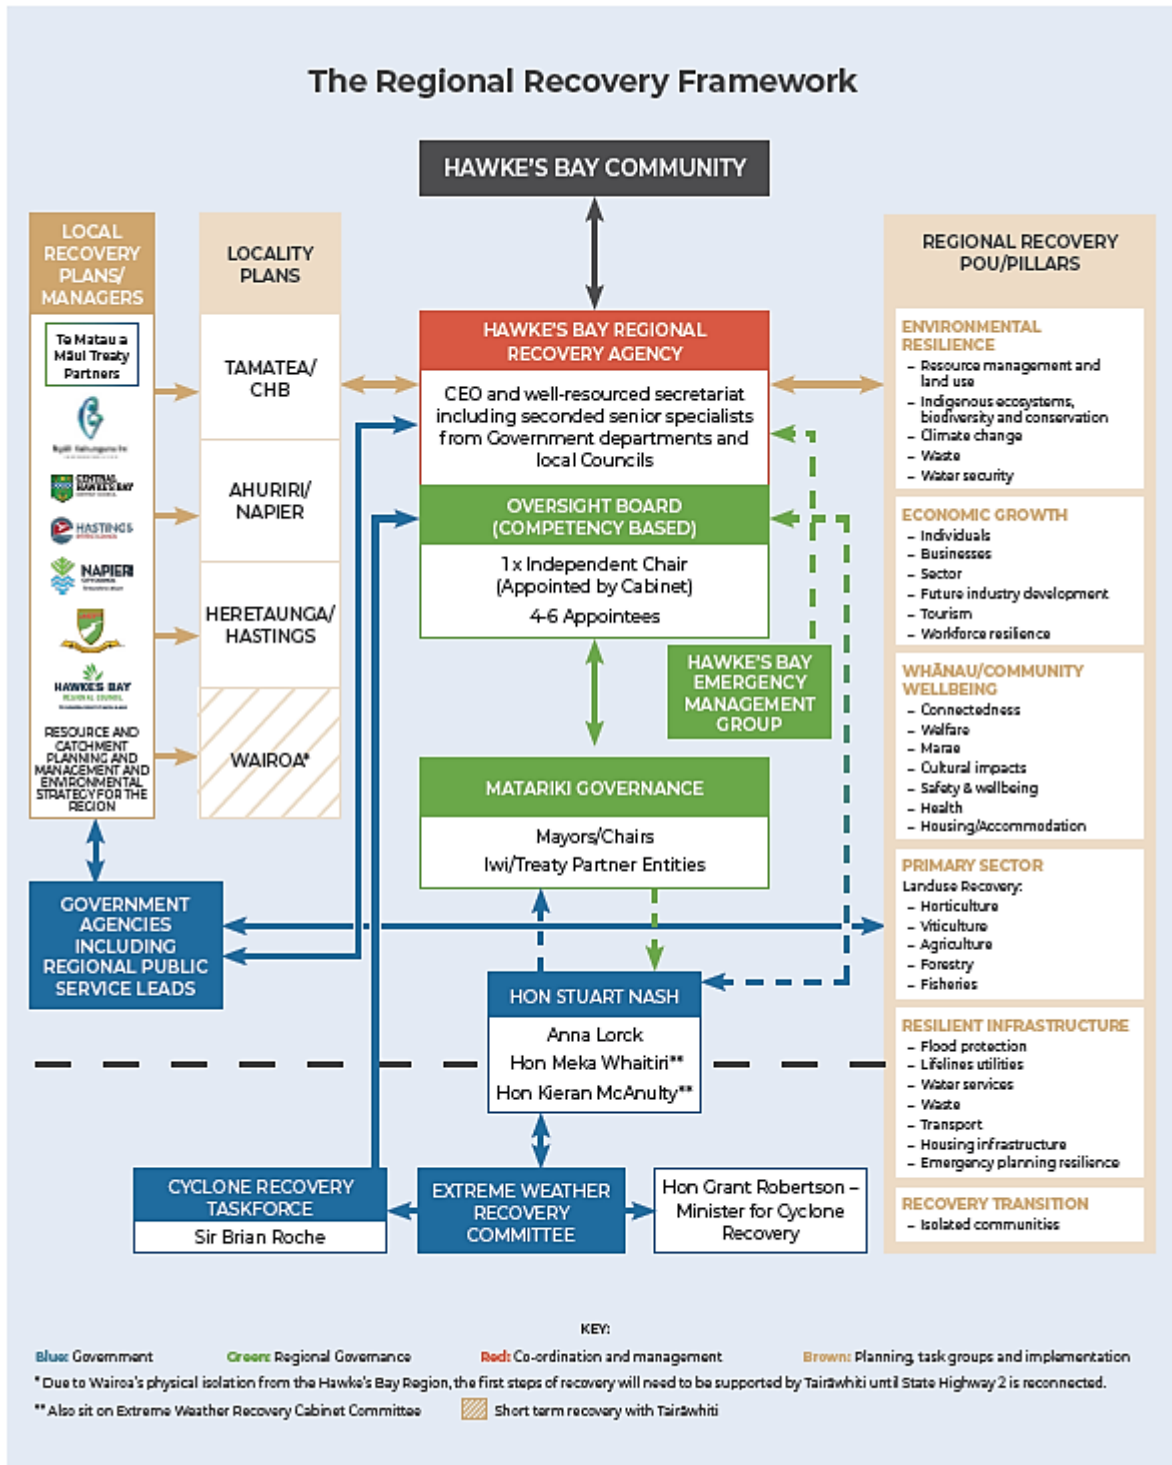 The Regional Recovery Framework
HAWKE'S BAY COMMUNITY
LOCAL
RECOVERY
PLANS/
MANAGERS
Te Matau a
Māui Treaty
Partners
CENTRAL
HAWKE'S BAY
HASTINGS
NAPIER
HAWKE'S BAY
REGIONAL COUNCIL
RESOURCE AND
CATCHMENT
PLANNING AND
MANAGEMENT AND
ENVIRONMENTAL
STRATEGY FOR THE
REGION
LOCALITY
PLANS
TAMATEA/
CHB
AHURIRI/
NAPIER
HERETAUNGA/
HASTINGS
WAIROA*
HAWKE'S BAY REGIONAL
RECOVERY AGENCY
CEO and well-resourced secretariat
including seconded senior specialists
from Government departments and
local Councils
OVERSIGHT BOARD
(COMPETENCY BASED)
1 x Independent Chair
(Appointed by Cabinet)
4-6 Appointees
HAWKE'S BAY
EMERGENCY
MANAGEMENT
GROUP
MATARIKI GOVERNANCE
Mayors/Chairs
Iwi/Treaty Partner Entities
GOVERNMENT
AGENCIES
INCLUDING
REGIONAL PUBLIC
SERVICE LEADS
HON STUART NASH
Anna Lorck
Hon Meka Whaitiri**
Hon Kieran McAnulty**
CYCLONE RECOVERY
TASKFORCE
Sir Brian Roche
EXTREME WEATHER
RECOVERY
COMMITTEE
Hon Grant Robertson –
Minister for Cyclone
Recovery
REGIONAL RECOVERY
POU/PILLARS
ENVIRONMENTAL
RESILIENCE
– Resource management and
land use
– Indigenous ecosystems,
biodiversity and conservation
– Climate change
– Waste
– Water security
ECONOMIC GROWTH
– Individuals
– Businesses
– Sector
– Future industry development
– Tourism
– Workforce resilience
WHĀNAU/COMMUNITY
WELLBEING
– Connectedness
– Welfare
– Marae
– Cultural impacts
– Safety & wellbeing
– Health
– Housing/Accommodation
PRIMARY SECTOR
Landuse Recovery:
– Horticulture
– Viticulture
– Agriculture
– Forestry
– Fisheries
RESILIENT INFRASTRUCTURE
– Flood protection
– Lifelines utilities
– Water services
– Waste
– Transport
– Housing infrastructure
– Emergency planning resilience
RECOVERY TRANSITION
– Isolated communities
KEY:
Blue: Government
Green: Regional Governance
Red: Co-ordination and management
Brown: Planning, task groups and implementation
* Due to Wairoa's physical isolation from the Hawke's Bay Region, the first steps of recovery will need to be supported by Tairāwhiti until State Highway 2 is reconnected.
** Also sit on Extreme Weather Recovery Cabinet Committee
Short term recovery with Tairāwhiti